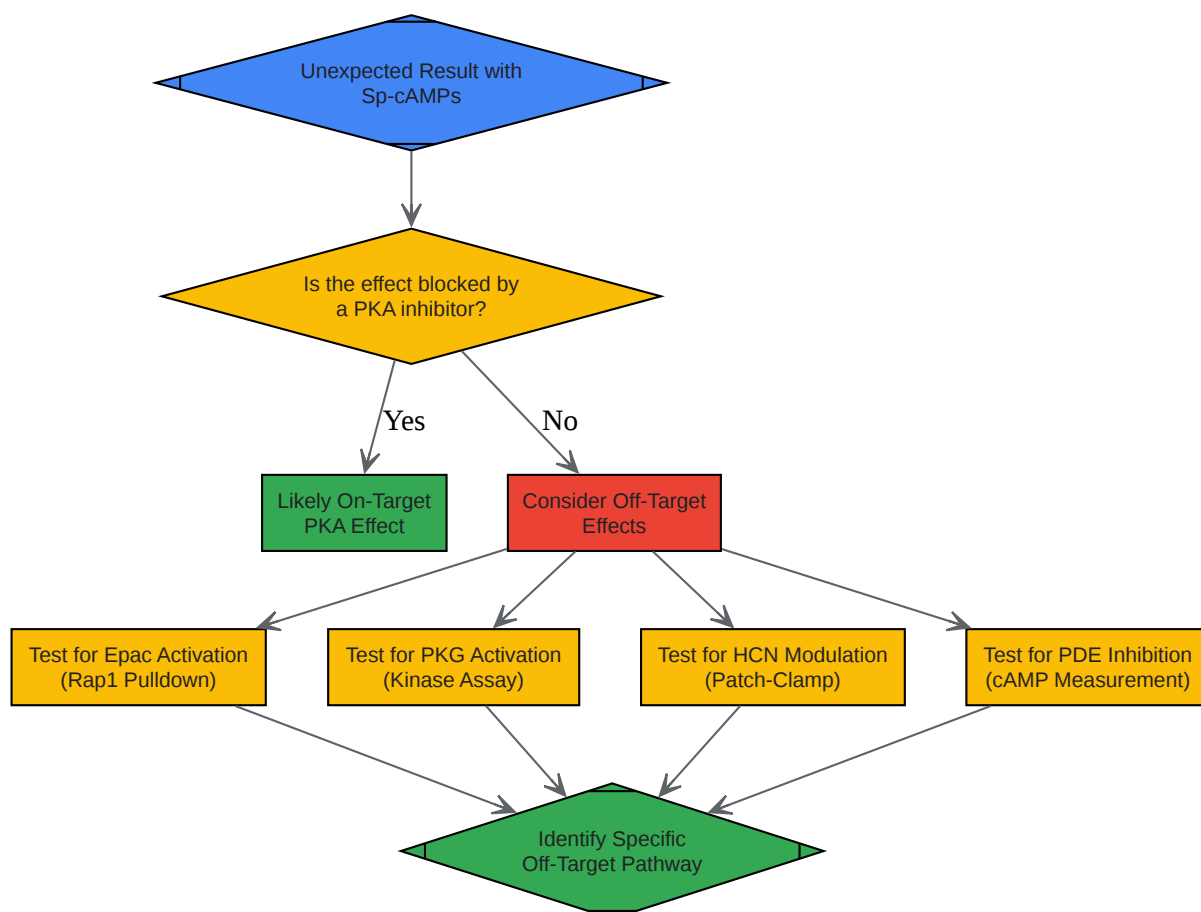 Unexpected Result with
Sp-cAMPs
Is the effect blocked by
a PKA inhibitor?
Yes
No
Likely On-Target
PKA Effect
Consider Off-Target
Effects
Test for Epac Activation
(Rap1 Pulldown)
Test for PKG Activation
(Kinase Assay)
Test for HCN Modulation
(Patch-Clamp)
Test for PDE Inhibition
(cAMP Measurement)
Identify Specific
Off-Target Pathway